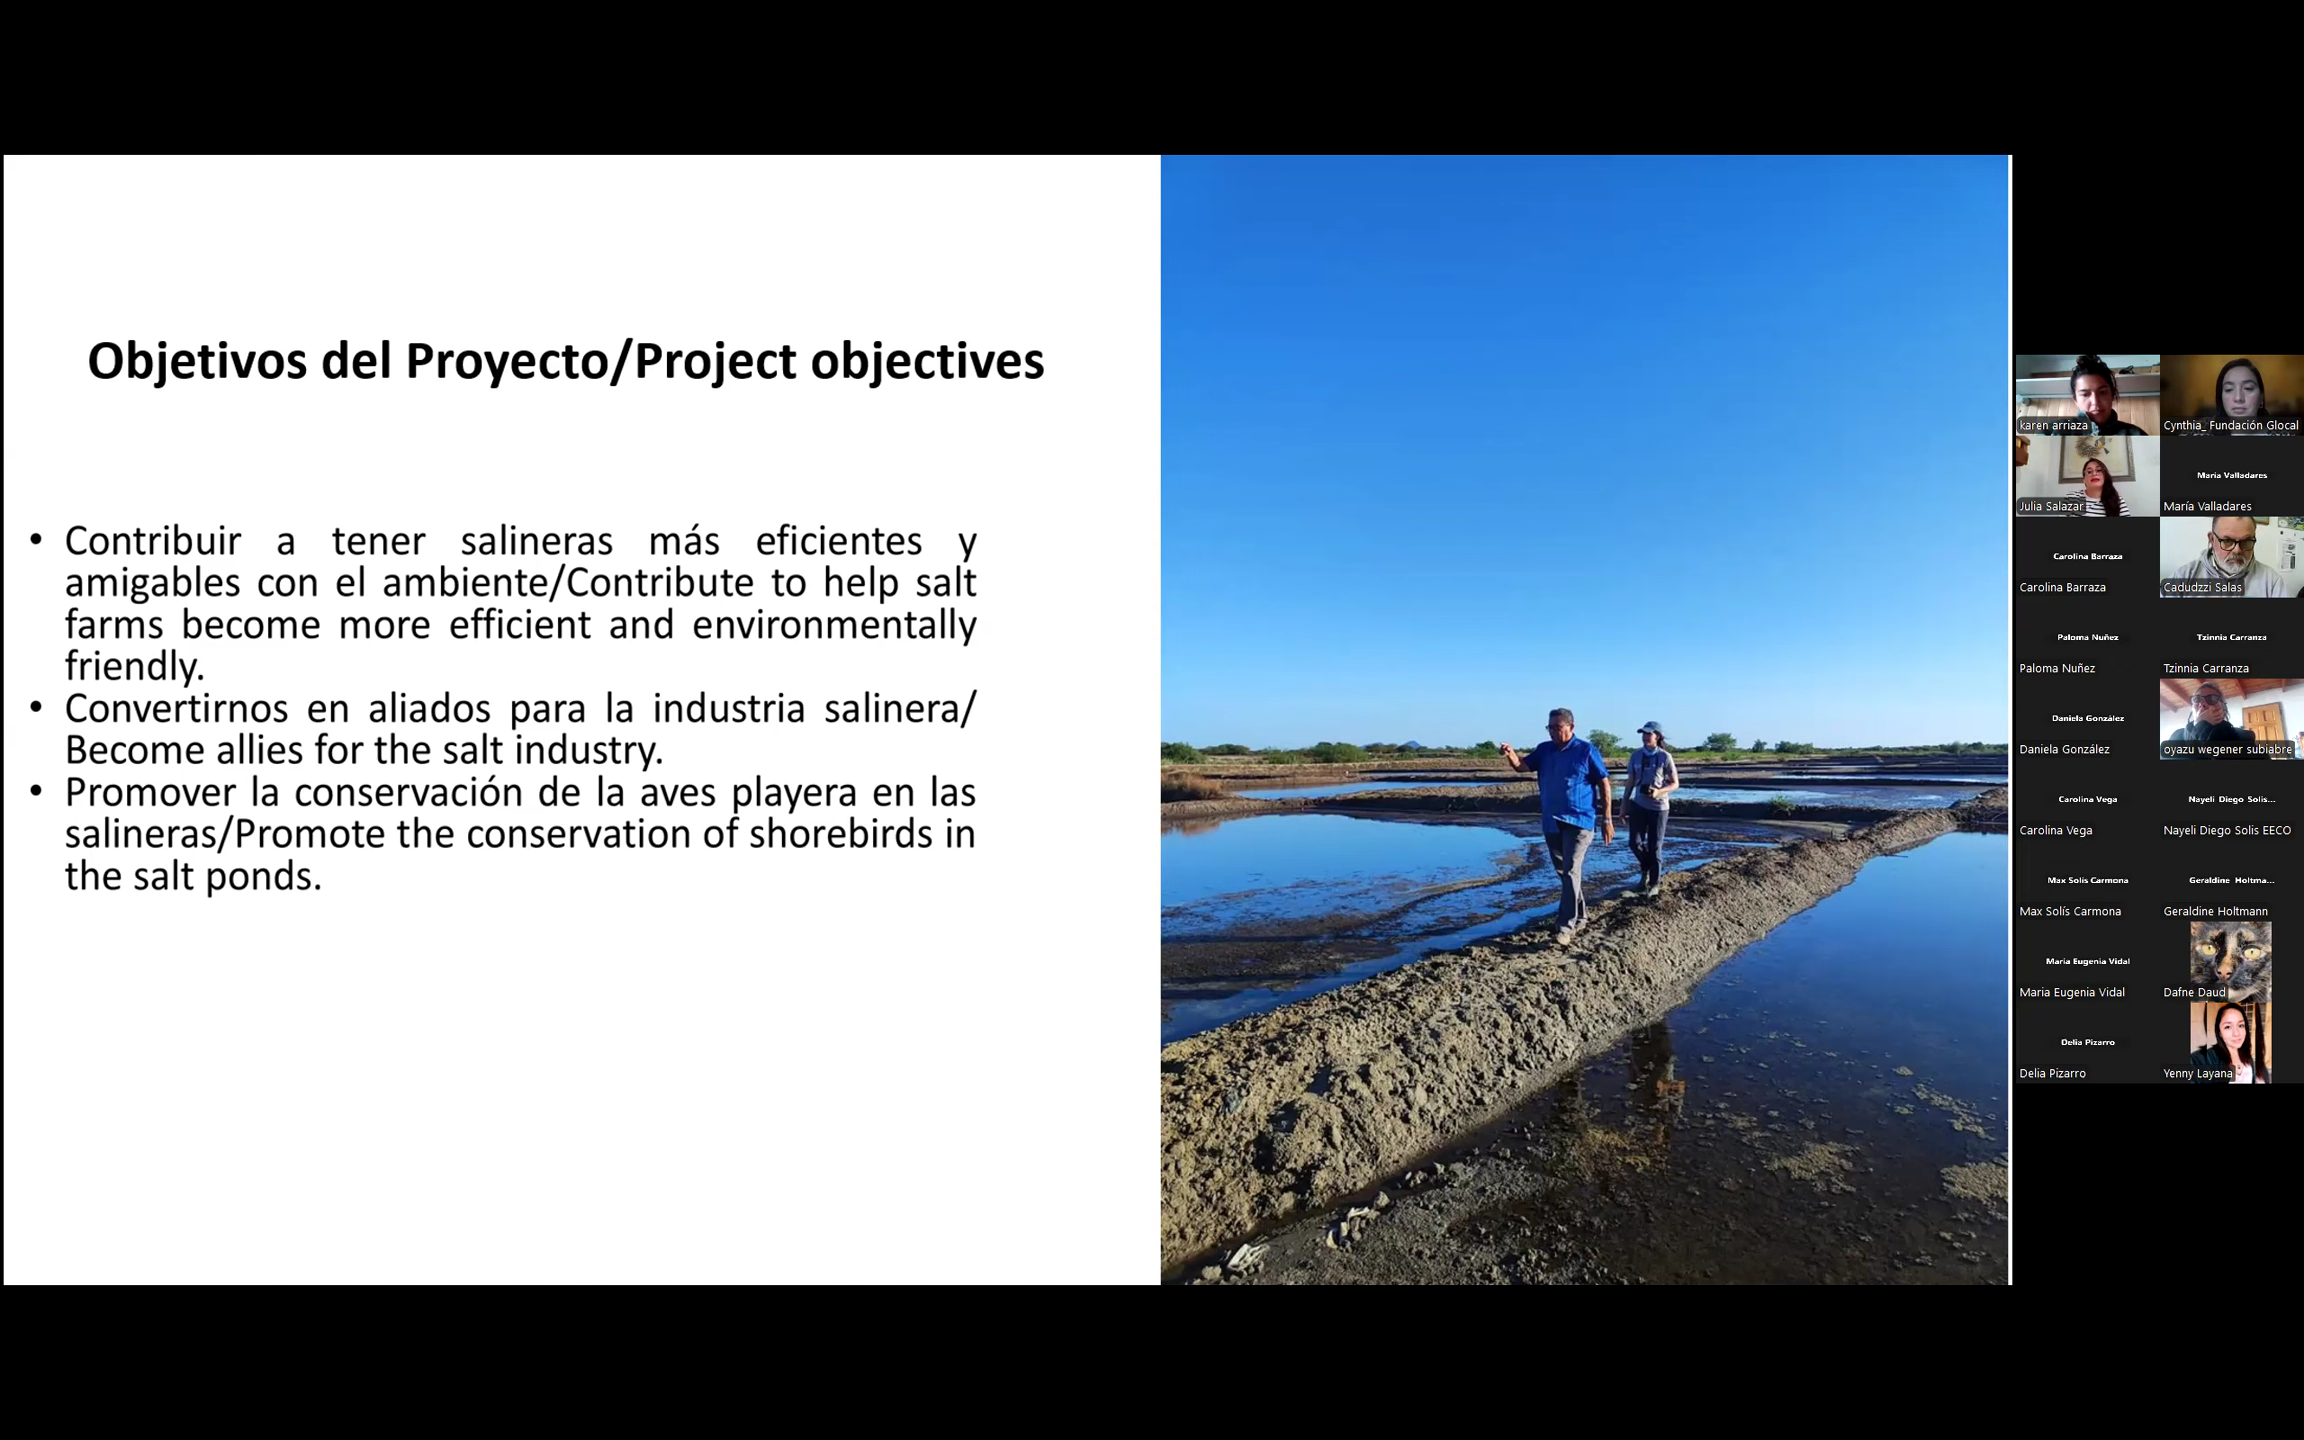 Objetivos del Proyecto/Project objectives
• Contribuir a tener salineras más eficientes y
amigables con el ambiente/Contribute to help salt
farms become more efficient and environmentally
friendly.
• Convertirnos en aliados para la industria salinera/
Become allies for the salt industry.
• Promover la conservación de la aves playera en las
salineras/Promote the conservation of shorebirds in
the salt ponds.
karen arriaza
Cynthia_ Fundación Glocal
Julia Salazar
María Valladares
María Valladares
Carolina Barraza
Carolina Barraza
Cadudzzi Salas
Paloma Nuñez
Paloma Nuñez
Tzinnia Carranza
Tzinnia Carranza
Daniela González
Daniela González
oyazu wegener subiabre
Carolina Vega
Carolina Vega
Nayeli Diego Solis...
Nayeli Diego Solis EECO
Max Solís Carmona
Max Solís Carmona
Geraldine Holtma...
Geraldine Holtmann
Maria Eugenia Vidal
Maria Eugenia Vidal
Dafne Daud
Delia Pizarro
Delia Pizarro
Yenny Layana